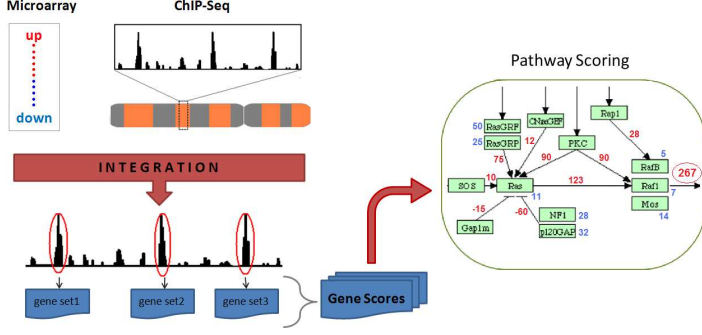 Microarray
up
down
ChIP-Seq
INTEGRATION
gene set1
gene set2
gene set3
Gene Scores
Pathway Scoring
50
RasGRF
25
RasGRP
75
CNasGEF
12
PKC
Rap1
28
5
RafB
90
90
267
SOS
10
Ras
11
123
Raf1
7
Mos
14
-15
-60
Gap1m
NF1
28
p120GAP
32